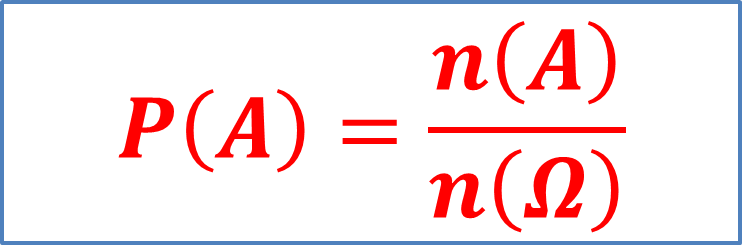 P(A) = n(A)/n(Ω)